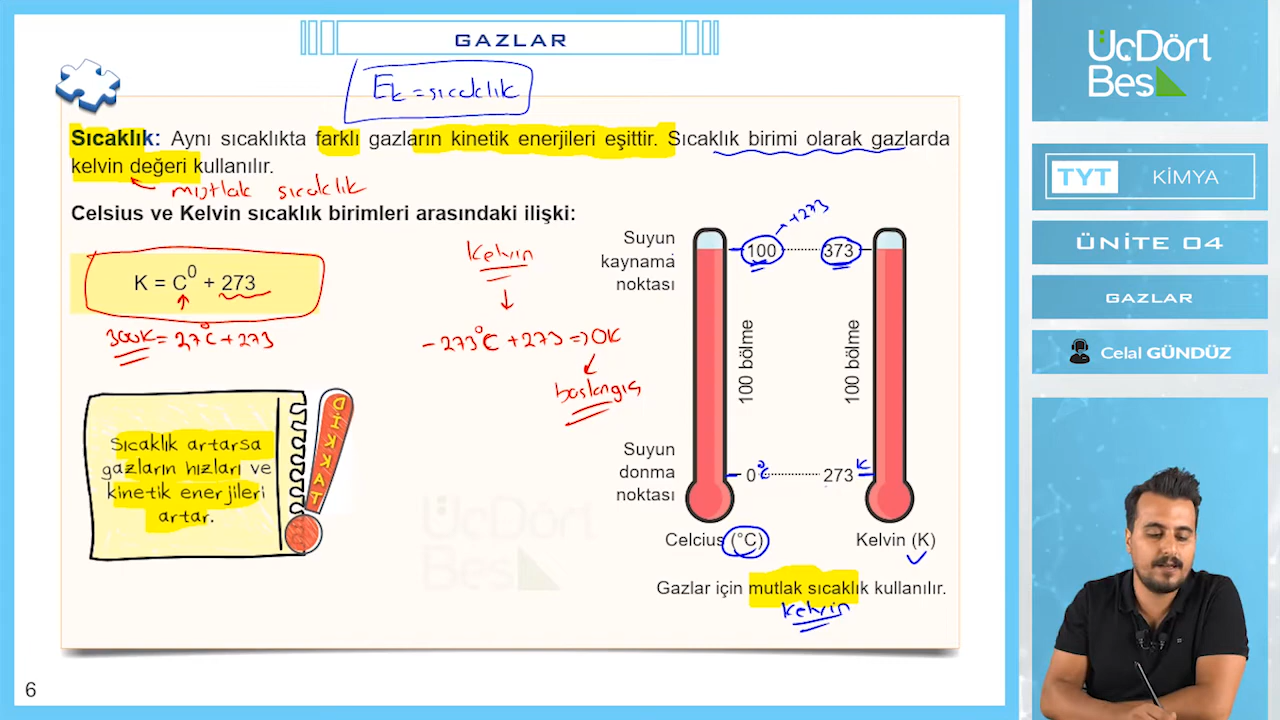 GAZLAR
Ek = sıcaklık
Sıcaklık: Aynı sıcaklıkta farklı gazların kinetik enerjileri eşittir. Sıcaklık birimi olarak gazlarda
kelvin değeri kullanılır.
mutlak sıcaklık
Celsius ve Kelvin sıcaklık birimleri arasındaki ilişki:
K = C⁰ + 273
300K = 27°C + 273
Kelvin
-273°C + 273 => 0K
başlangıç
Sıcaklık artarsa
gazların hızları ve
kinetik enerjileri
artar.
DİKKAT
+273
Suyun
kaynama
noktası
100 373
100 bölme
100 bölme
Suyun
donma
noktası
0 °C 273 K
Celcius (°C)
Kelvin (K)
Gazlar için mutlak sıcaklık kullanılır.
Kelvin
ÜçDört
Beş
6
ÜçDört
Beş
TYT KİMYA
ÜNİTE 04
GAZLAR
Celal GÜNDÜZ